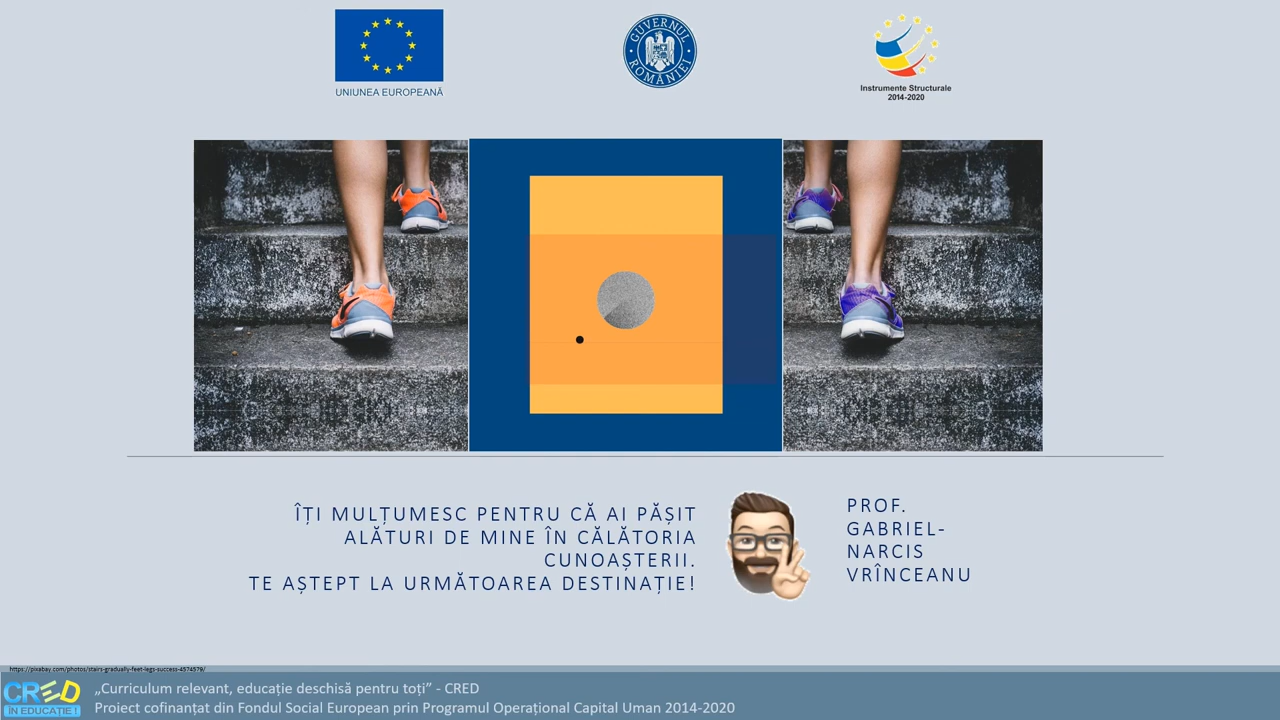 UNIUNEA EUROPEANĂ
GUVERNUL ROMÂNIEI
Instrumente Structurale
2014-2020
ÎȚI MULȚUMESC PENTRU CĂ AI PĂȘIT
ALĂTURI DE MINE ÎN CĂLĂTORIA
CUNOAȘTERII.
TE AȘTEPT LA URMĂTOAREA DESTINAȚIE!
PROF.
GABRIEL-
NARCIS
VRÎNCEANU
https://pixabay.com/photos/stairs-gradually-feet-legs-success-4574579/
CRED
ÎN EDUCAȚIE !
„Curriculum relevant, educație deschisă pentru toți” - CRED
Proiect cofinanțat din Fondul Social European prin Programul Operațional Capital Uman 2014-2020